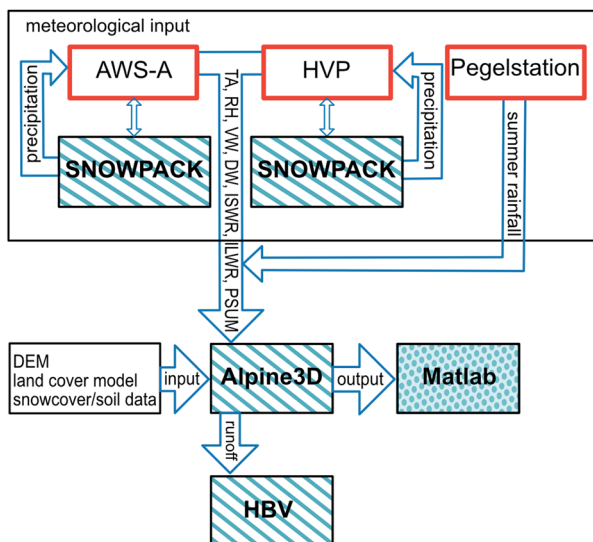 meteorological input
AWS-A
HVP
Pegelstation
precipitation
SNOWPACK
SNOWPACK
precipitation
summer rainfall
TA, RH, VW, DW, ISWR, ILWR, PSUM
DEM
land cover model
snowcover/soil data
input
Alpine3D
output
Matlab
runoff
HBV